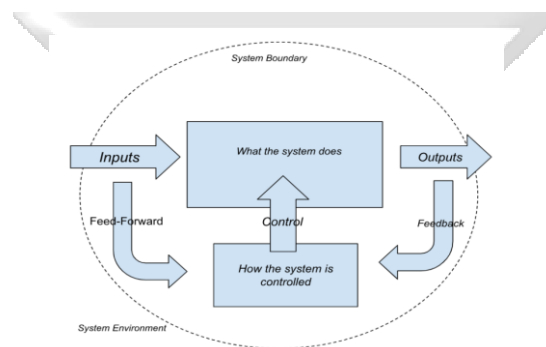 System Boundary
What the system does
Inputs
Outputs
Feed-Forward
Control
Feedback
How the system is
controlled
System Environment